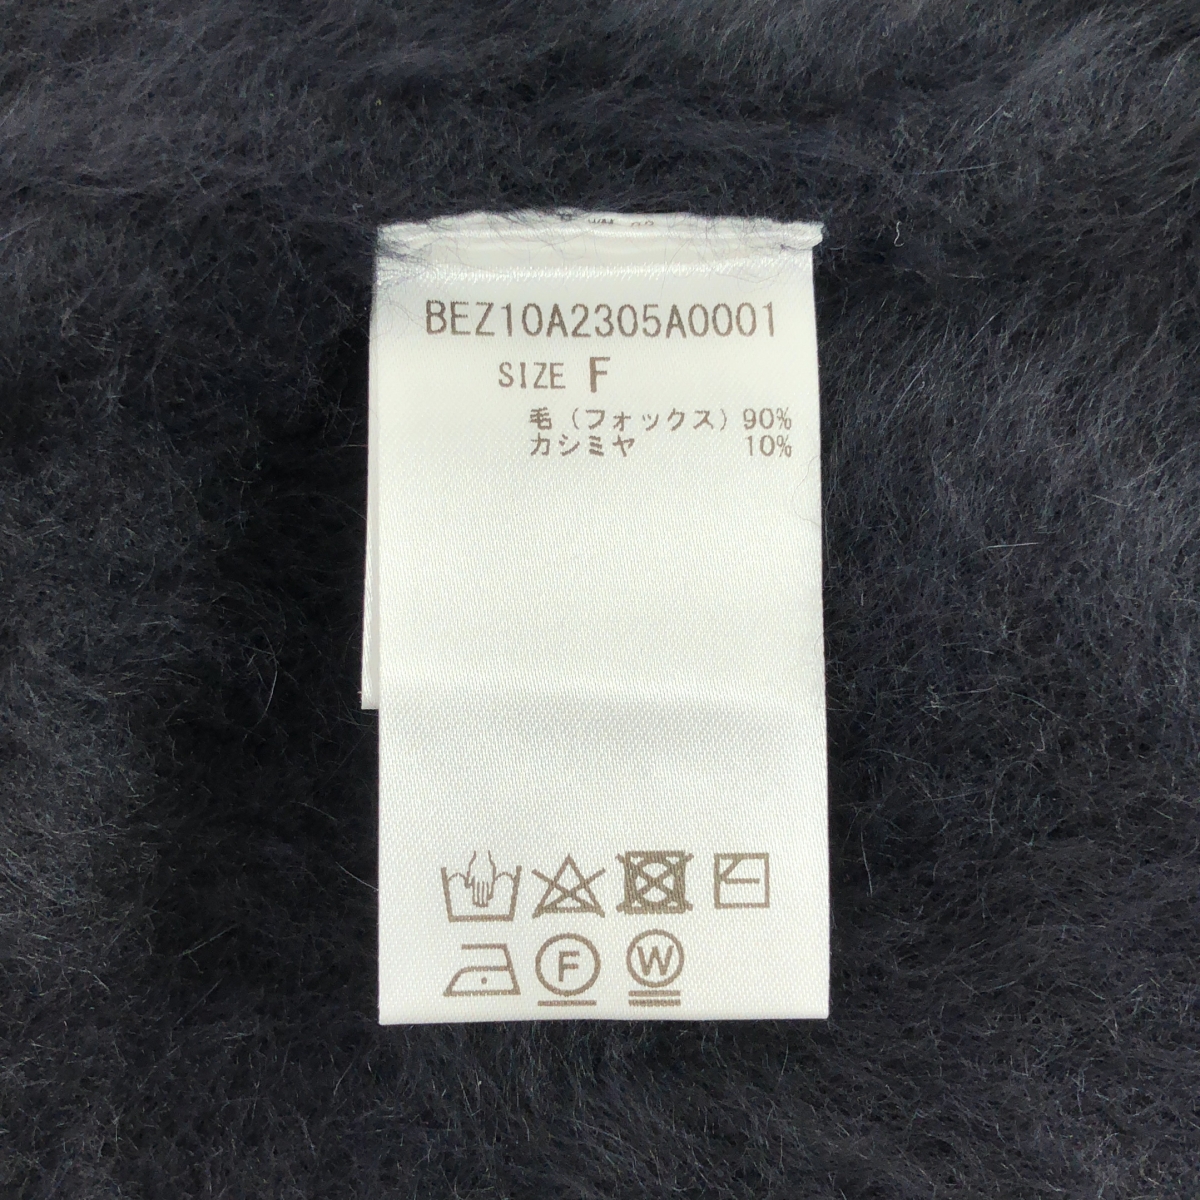 BEZ10A2305A0001
SIZE F
毛(フォックス) 90%
カシミヤ 10%
F
W